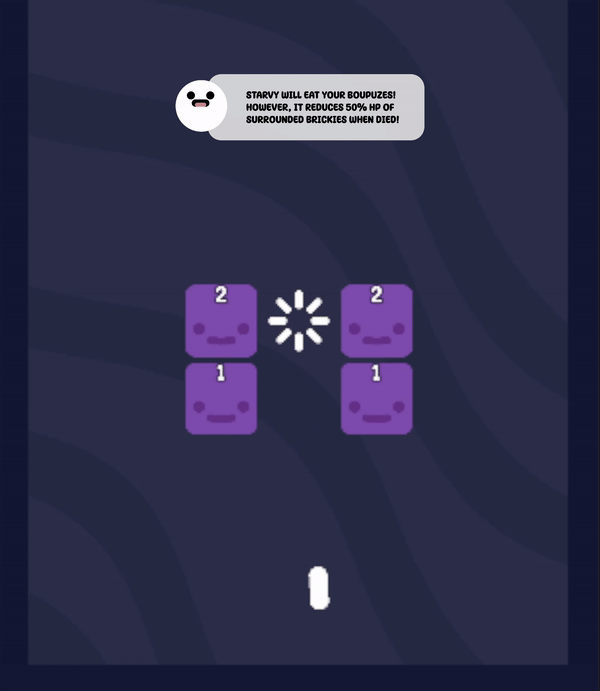 STARVY WILL EAT YOUR BOUPUZES!
HOWEVER, IT REDUCES 50% HP OF
SURROUNDED BRICKIES WHEN DIED!
2
2
1
1